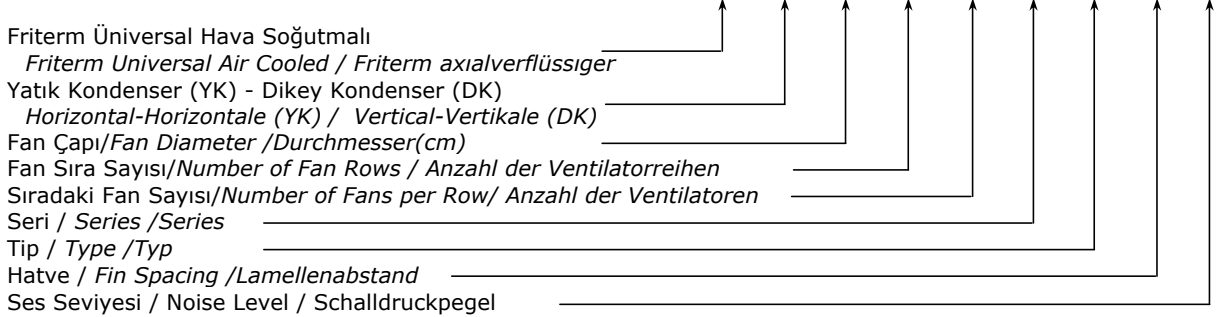 Friterm Üniversal Hava Soğutmalı
Friterm Universal Air Cooled / Friterm axıalverflüssıger
Yatık Kondenser (YK) - Dikey Kondenser (DK)
Horizontal-Horizontale (YK) / Vertical-Vertikale (DK)
Fan Çapı/Fan Diameter /Durchmesser(cm)
Fan Sıra Sayısı/Number of Fan Rows / Anzahl der Ventilatorreihen
Sıradaki Fan Sayısı/Number of Fans per Row/ Anzahl der Ventilatoren
Seri / Series /Series
Tip / Type /Typ
Hatve / Fin Spacing /Lamellenabstand
Ses Seviyesi / Noise Level / Schalldruckpegel